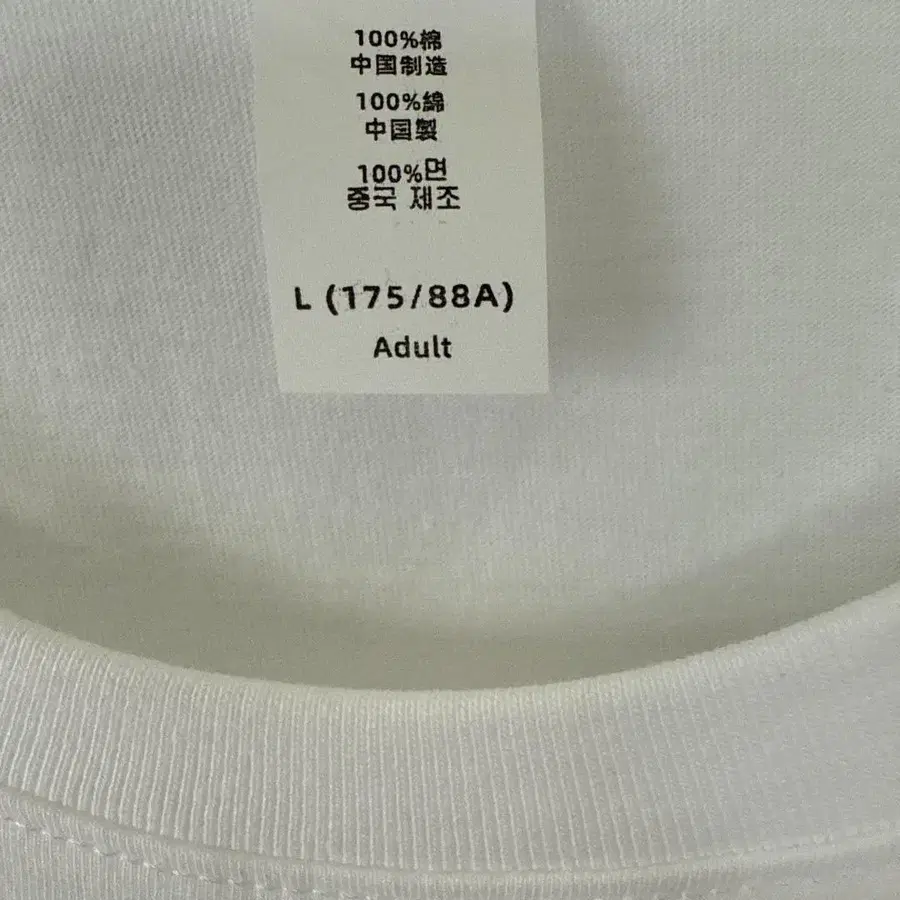 100%棉
中国制造
100%綿
中国製
100%면
중국 제조
L (175/88A)
Adult